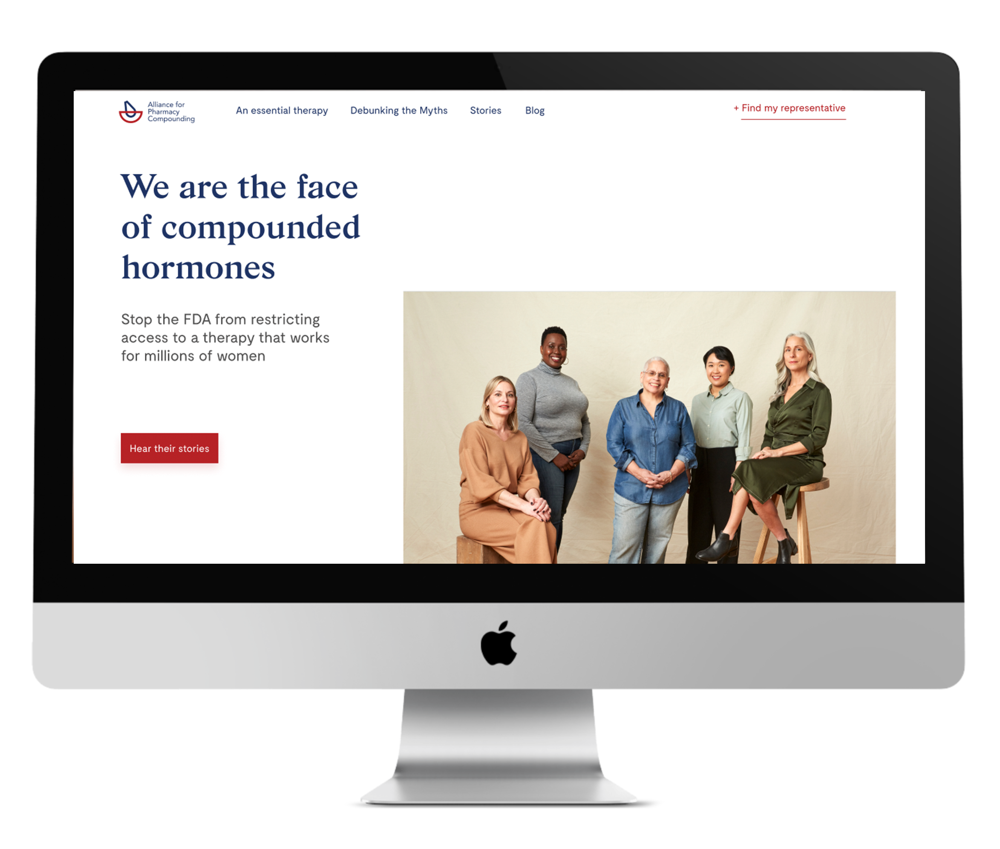 Alliance for
Pharmacy
Compounding
An essential therapy
Debunking the Myths
Stories
Blog
+ Find my representative
We are the face
of compounded
hormones
Stop the FDA from restricting
access to a therapy that works
for millions of women
Hear their stories